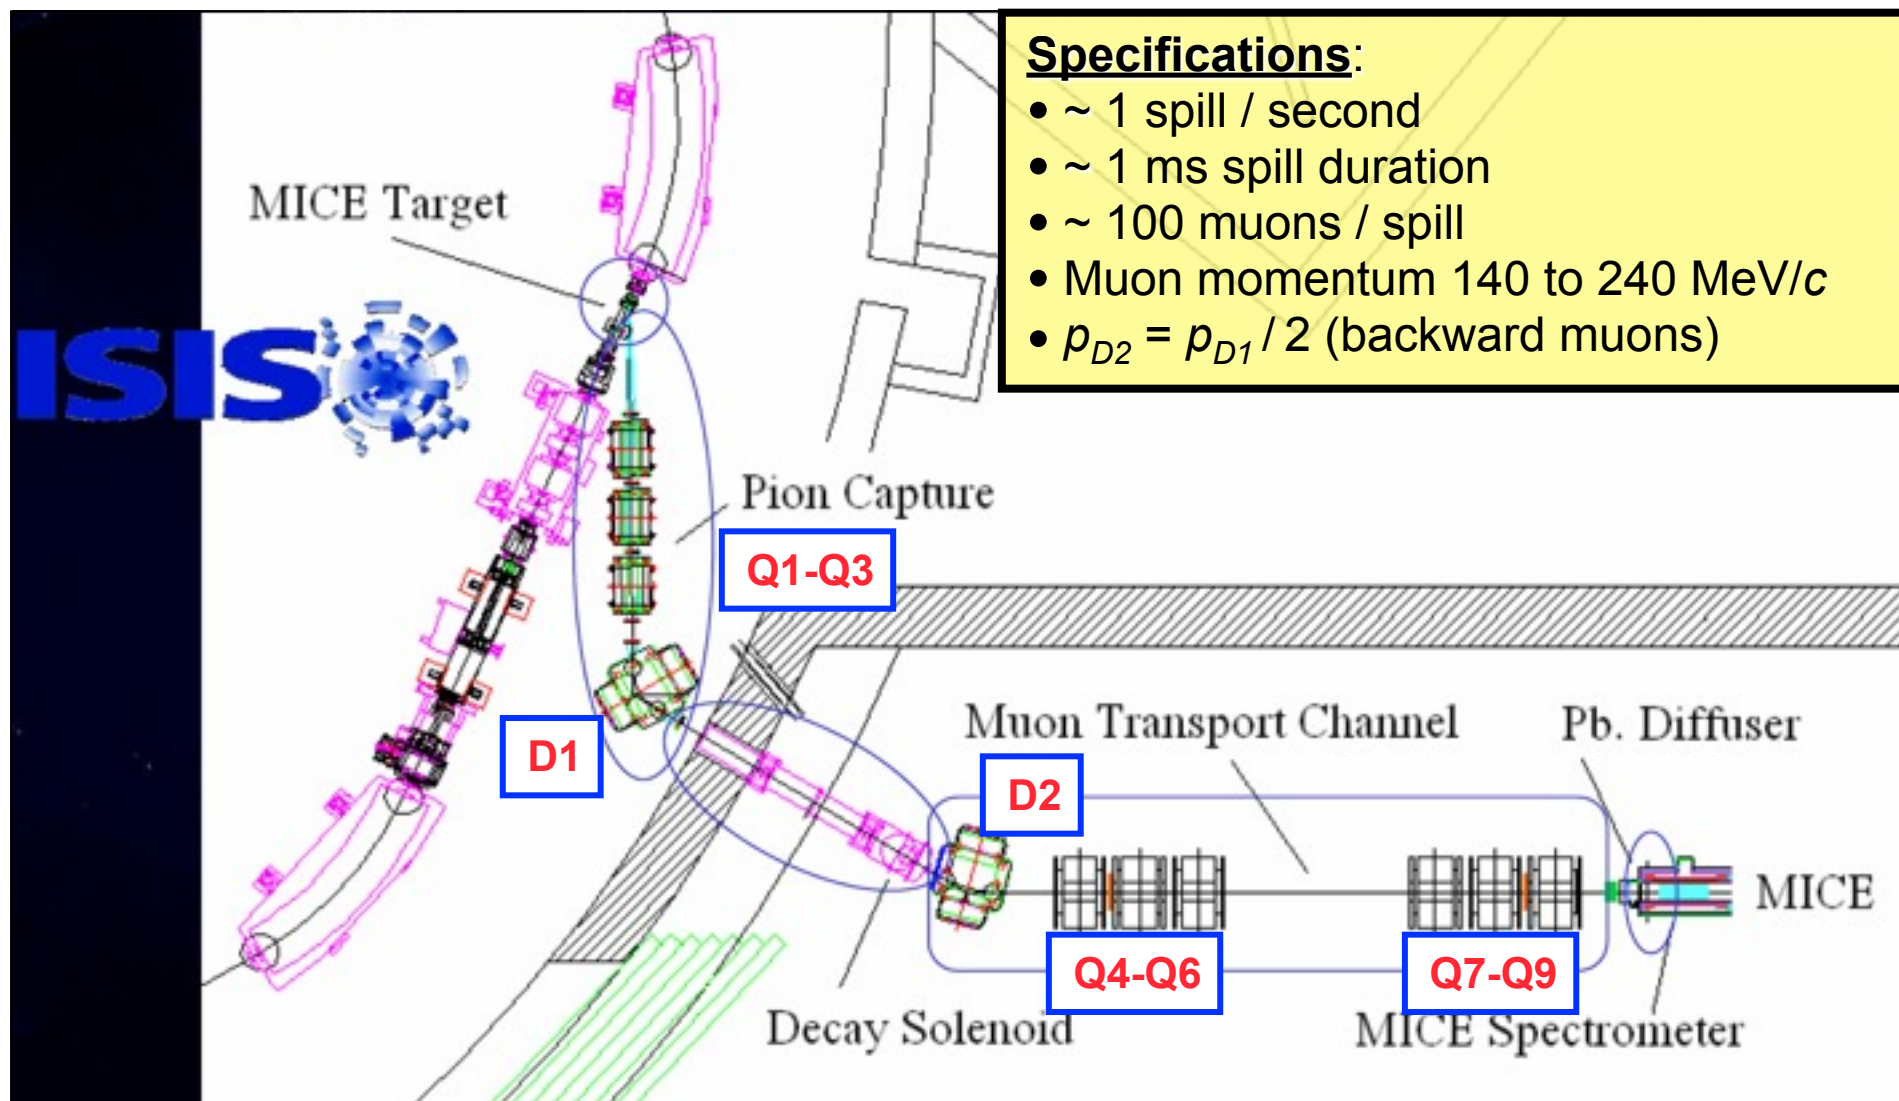 Specifications:
• ~ 1 spill / second
• ~ 1 ms spill duration
• ~ 100 muons / spill
• Muon momentum 140 to 240 MeV/c
• pD2 = pD1 / 2 (backward muons)
MICE Target
ISIS
Pion Capture
Q1-Q3
D1
Muon Transport Channel
Pb. Diffuser
D2
MICE
Q4-Q6
Q7-Q9
Decay Solenoid
MICE Spectrometer